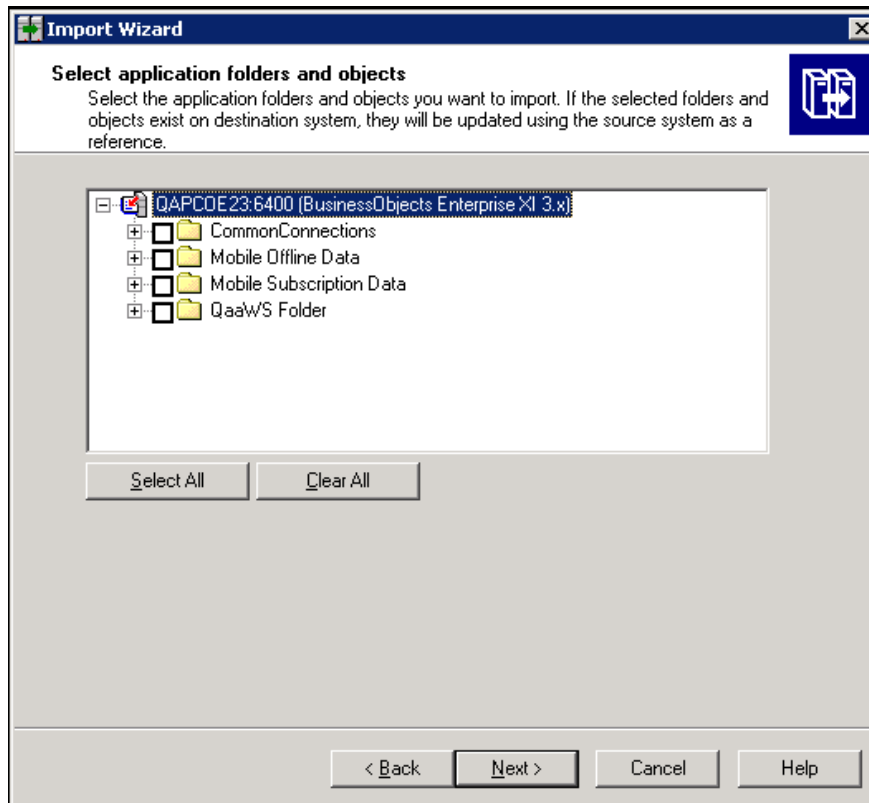 Import Wizard
Select application folders and objects
Select the application folders and objects you want to import. If the selected folders and
objects exist on destination system, they will be updated using the source system as a
reference.
QAPCOE23:6400 (BusinessObjects Enterprise XI 3.x)
CommonConnections
Mobile Offline Data
Mobile Subscription Data
QaaWS Folder
Select All Clear All
< Back Next > Cancel Help